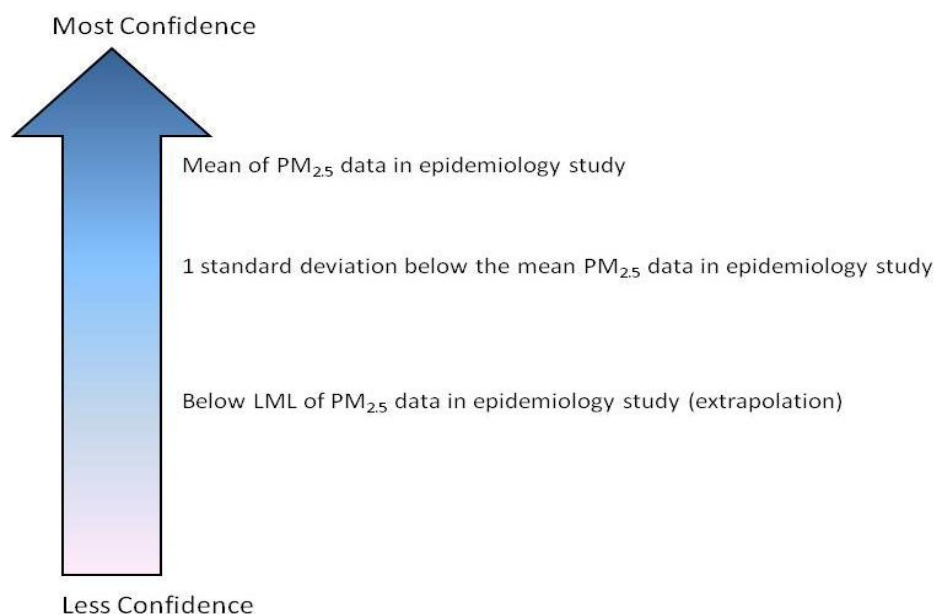 Most Confidence
Mean of PM2.5 data in epidemiology study
1 standard deviation below the mean PM2.5 data in epidemiology study
Below LML of PM2.5 data in epidemiology study (extrapolation)
Less Confidence